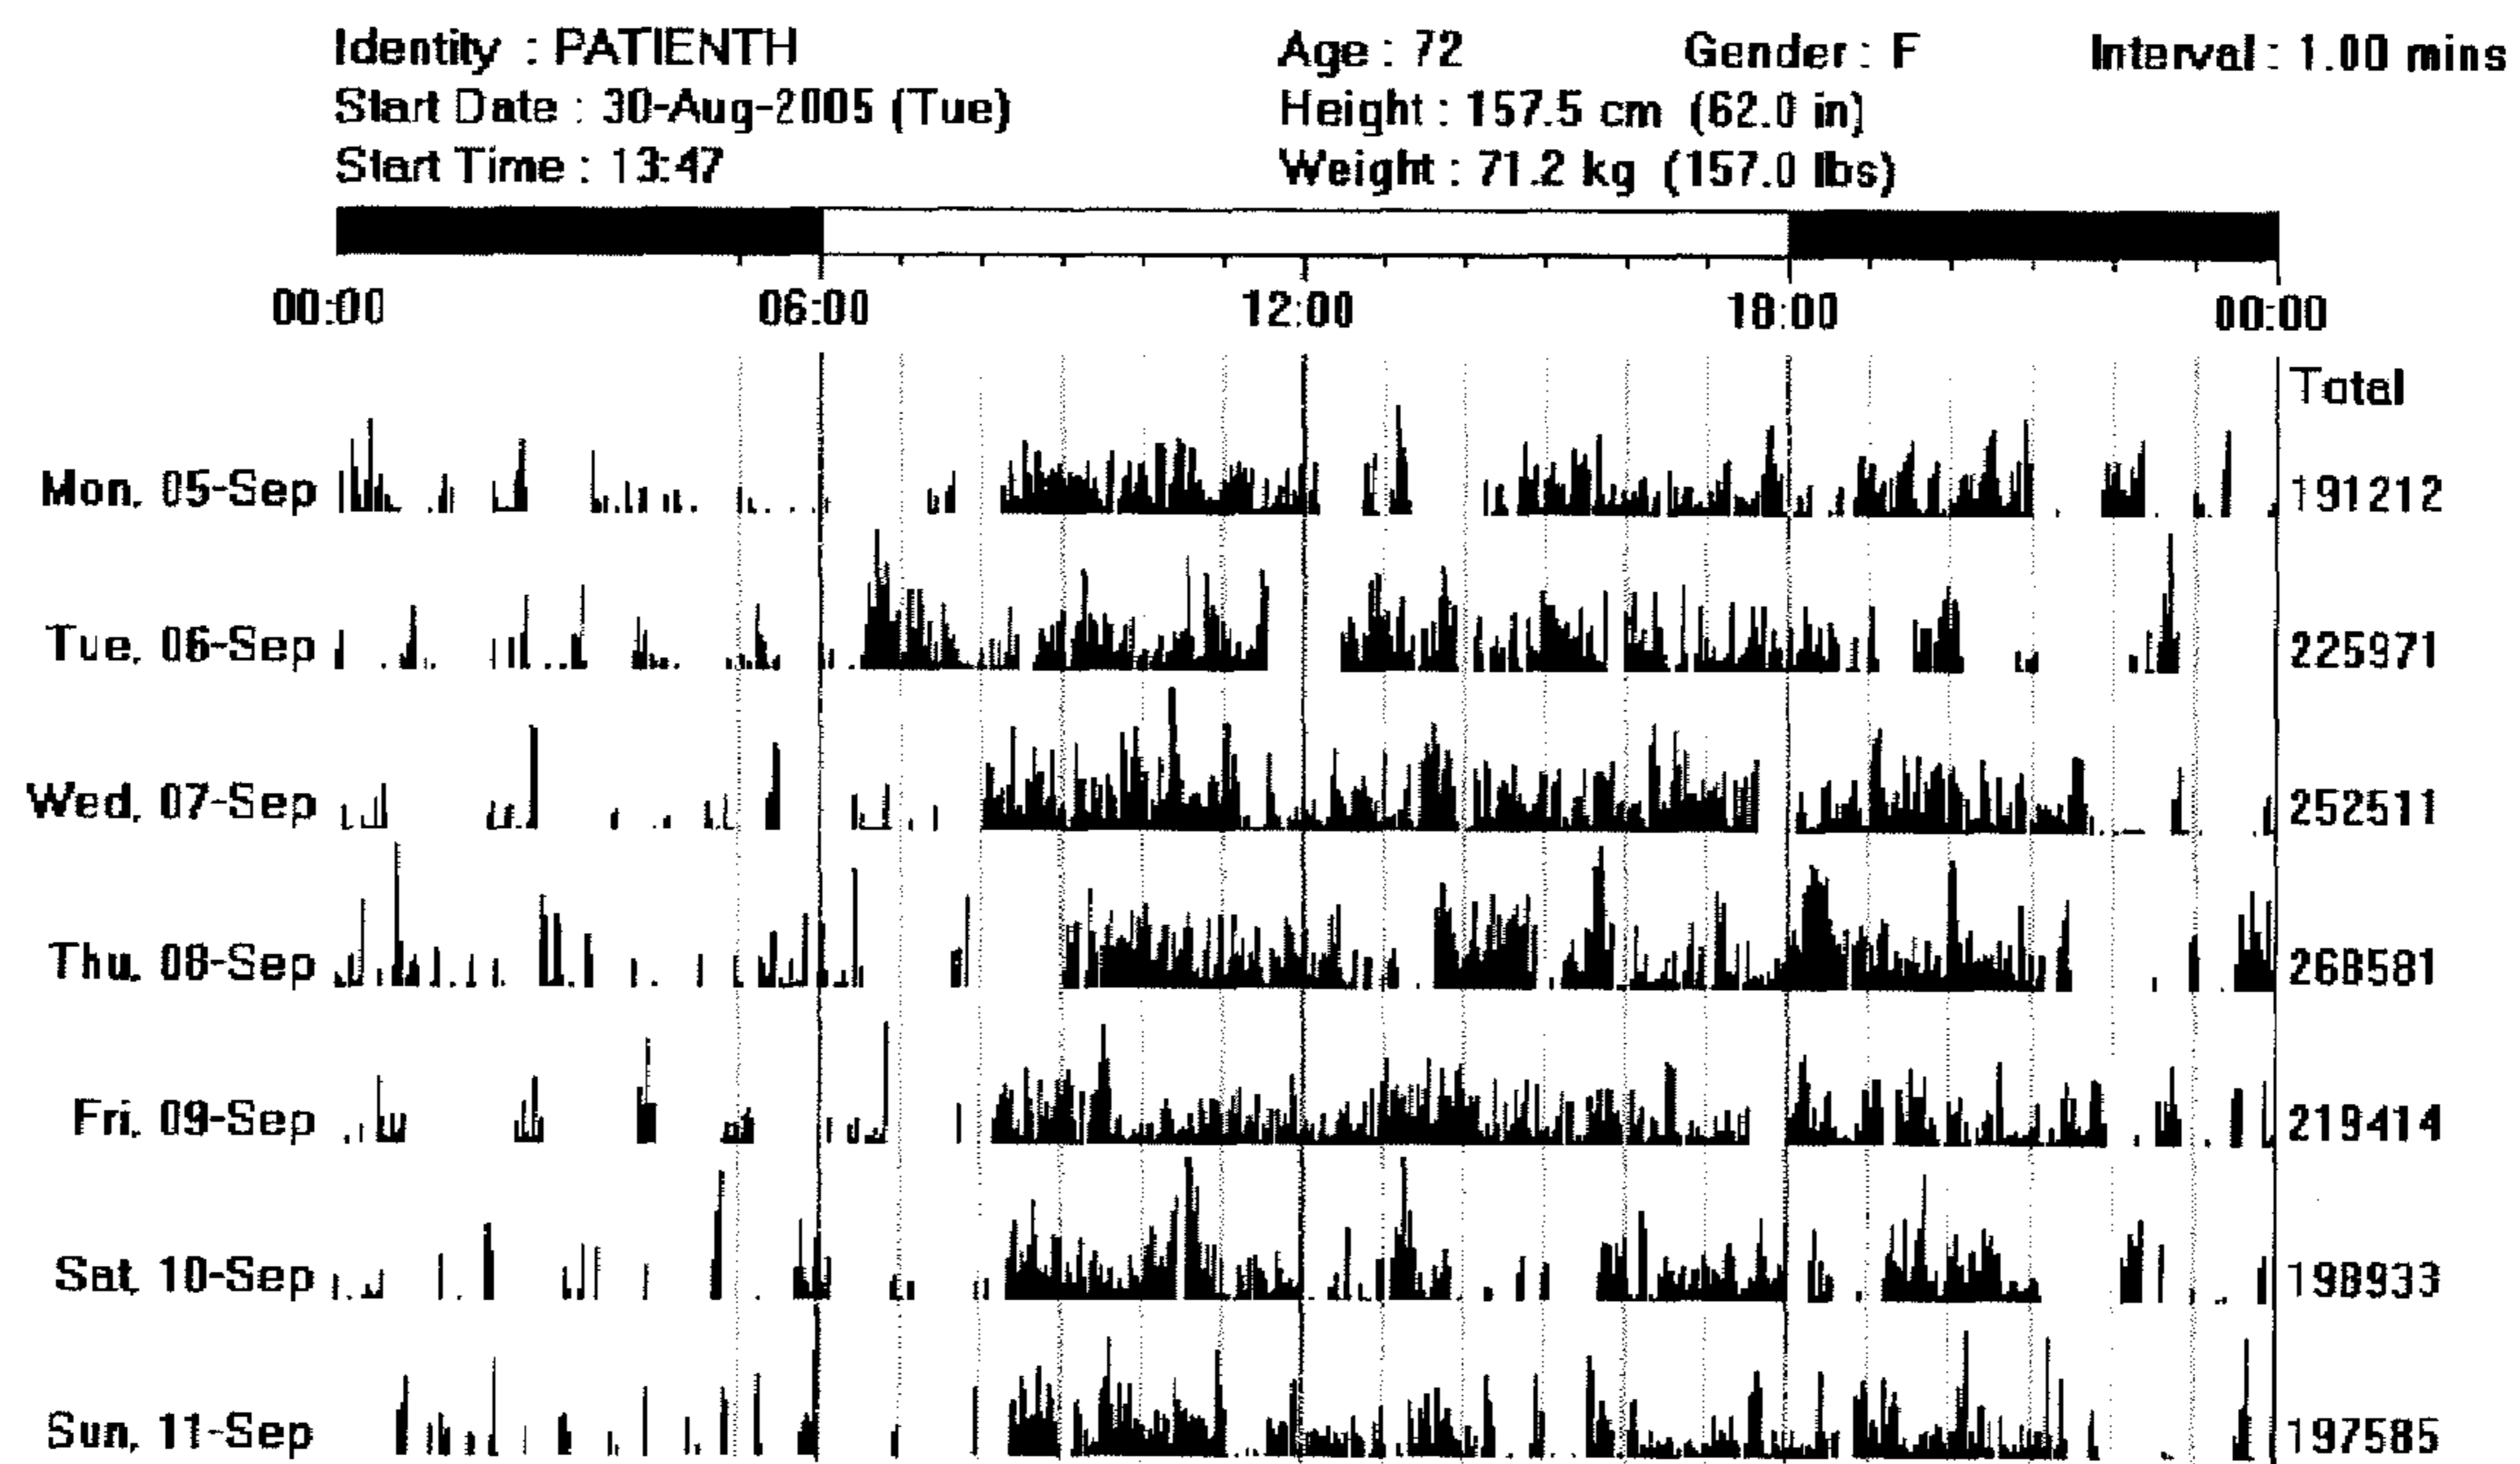 Identity : PATIENTH Age : 72 Gender : F Interval : 1.00 mins
Start Date : 30-Aug-2005 (Tue) Height : 157.5 cm (62.0 in)
Start Time : 13:47 Weight : 71.2 kg (157.0 lbs)
00:00 06:00 12:00 18:00 00:00
Total
Mon, 05-Sep 191212
Tue, 06-Sep 225971
Wed, 07-Sep 252511
Thu, 08-Sep 268581
Fri, 09-Sep 219414
Sat 10-Sep 198933
Sun, 11-Sep 197585